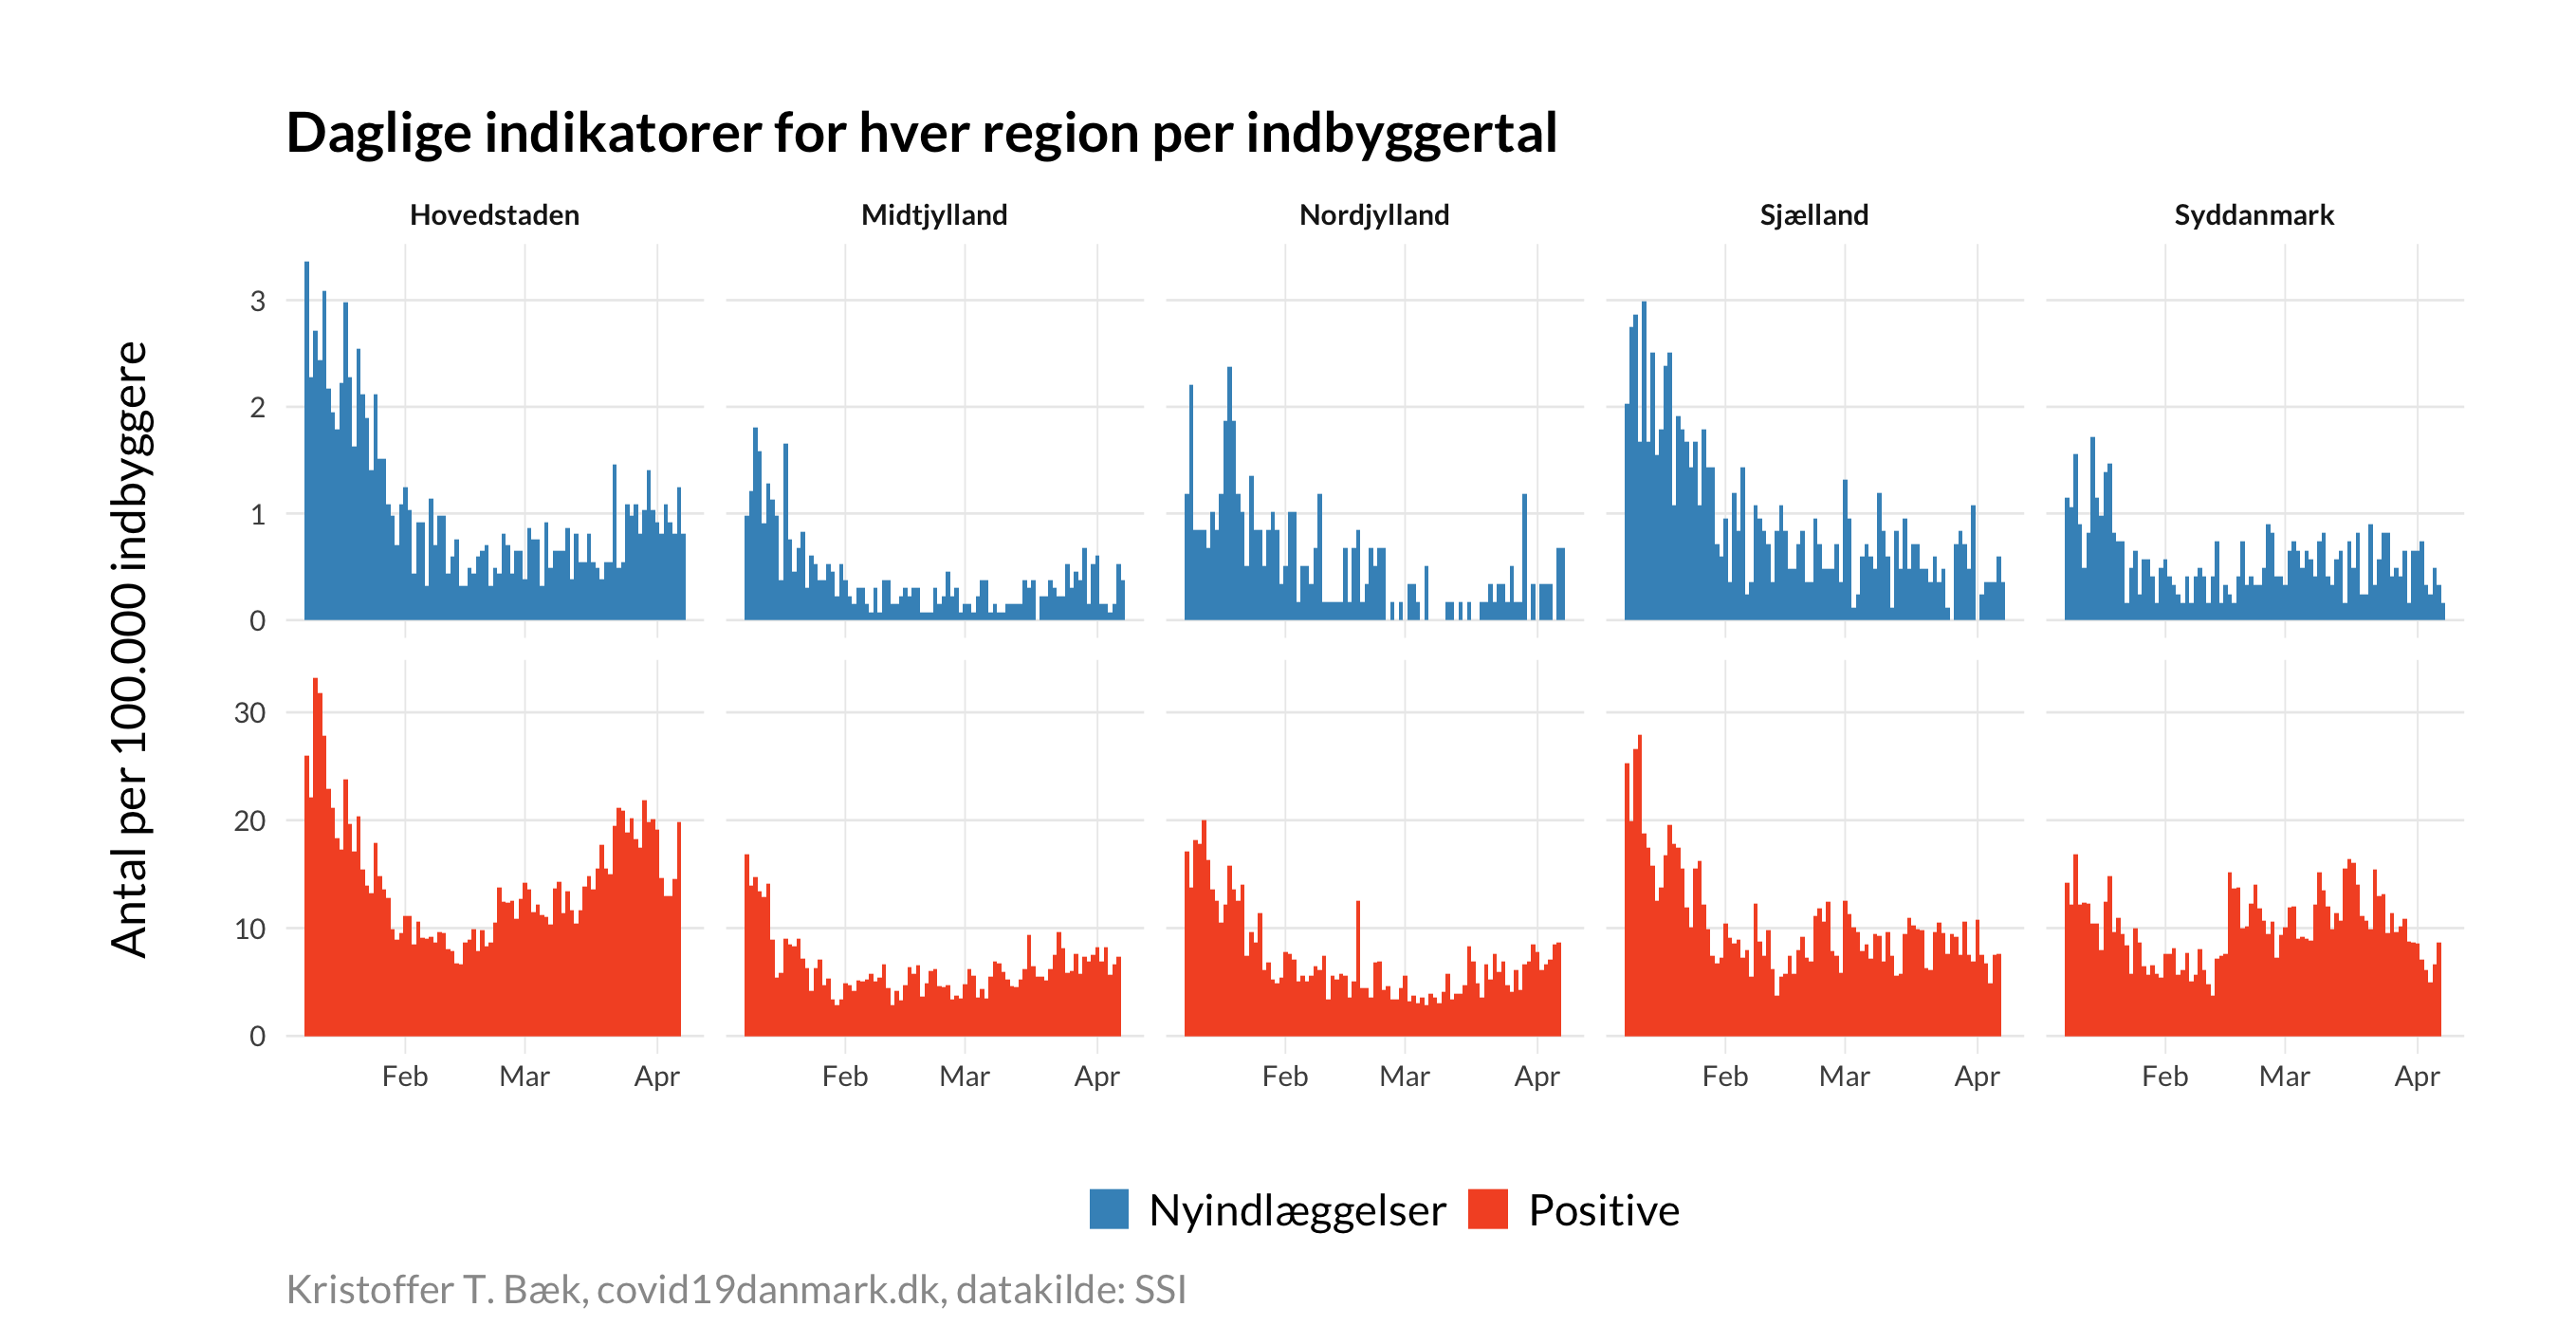 Daglige indikatorer for hver region per indbyggertal
Hovedstaden Midtjylland Nordjylland Sjælland Syddanmark
Antal per 100.000 indbyggere
3
2
1
0
30
20
10
0
Feb Mar Apr Feb Mar Apr Feb Mar Apr Feb Mar Apr Feb Mar Apr
Nyindlæggelser Positive
Kristoffer T. Bæk, covid19danmark.dk, datakilde: SSI